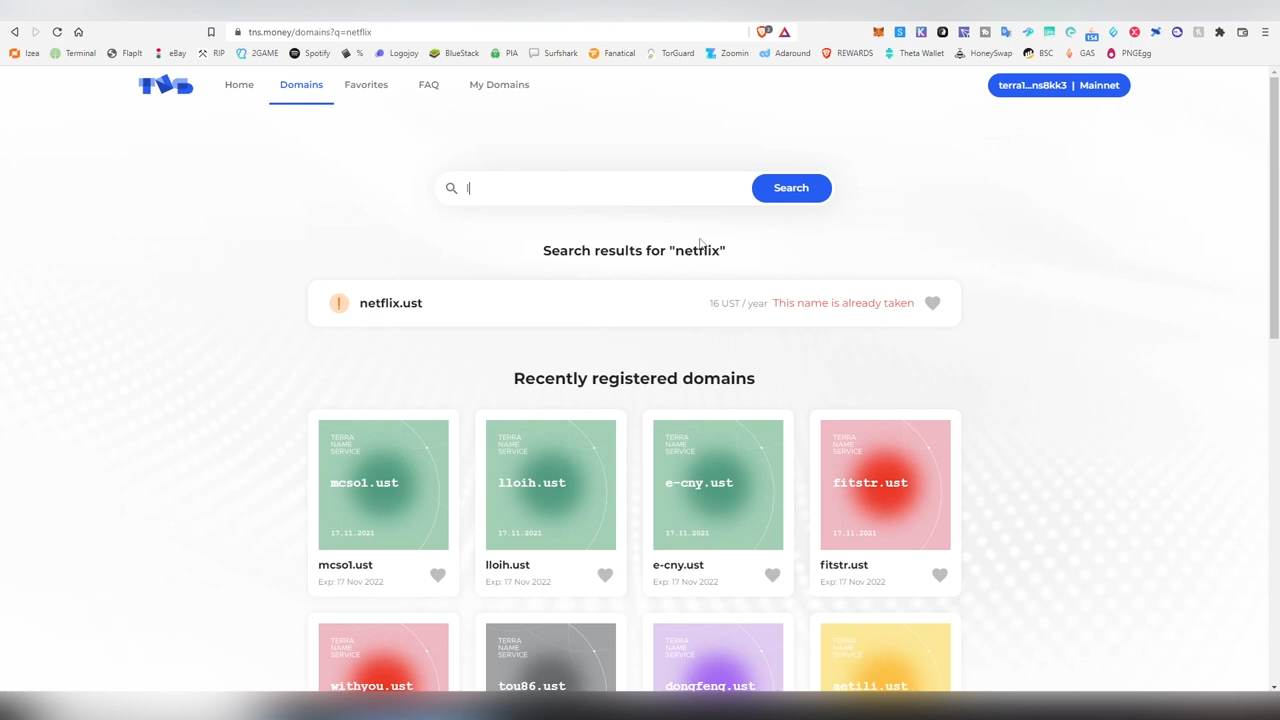 tns.money/domains?q=netflix
Izea Terminal FlapIt eBay RIP 2GAME Spotify % Logojoy BlueStack PIA Surfshark Fanatical TorGuard Zoomin Adaround REWARDS Theta Wallet HoneySwap BSC GAS PNGEgg
TNS Home Domains Favorites FAQ My Domains terra1...ns8kk3 | Mainnet
l Search
Search results for "netflix"
netflix.ust 16 UST / year This name is already taken
Recently registered domains
TERRA
NAME
SERVICE
mcso1.ust
17.11.2021
mcso1.ust
Exp: 17 Nov 2022
TERRA
NAME
SERVICE
lloih.ust
17.11.2021
lloih.ust
Exp: 17 Nov 2022
TERRA
NAME
SERVICE
e-cny.ust
17.11.2021
e-cny.ust
Exp: 17 Nov 2022
TERRA
NAME
SERVICE
fitstr.ust
17.11.2021
fitstr.ust
Exp: 17 Nov 2022
TERRA
NAME
SERVICE
withyou.ust
TERRA
NAME
SERVICE
tou86.ust
TERRA
NAME
SERVICE
dongfeng.ust
TERRA
NAME
SERVICE
aetili.ust